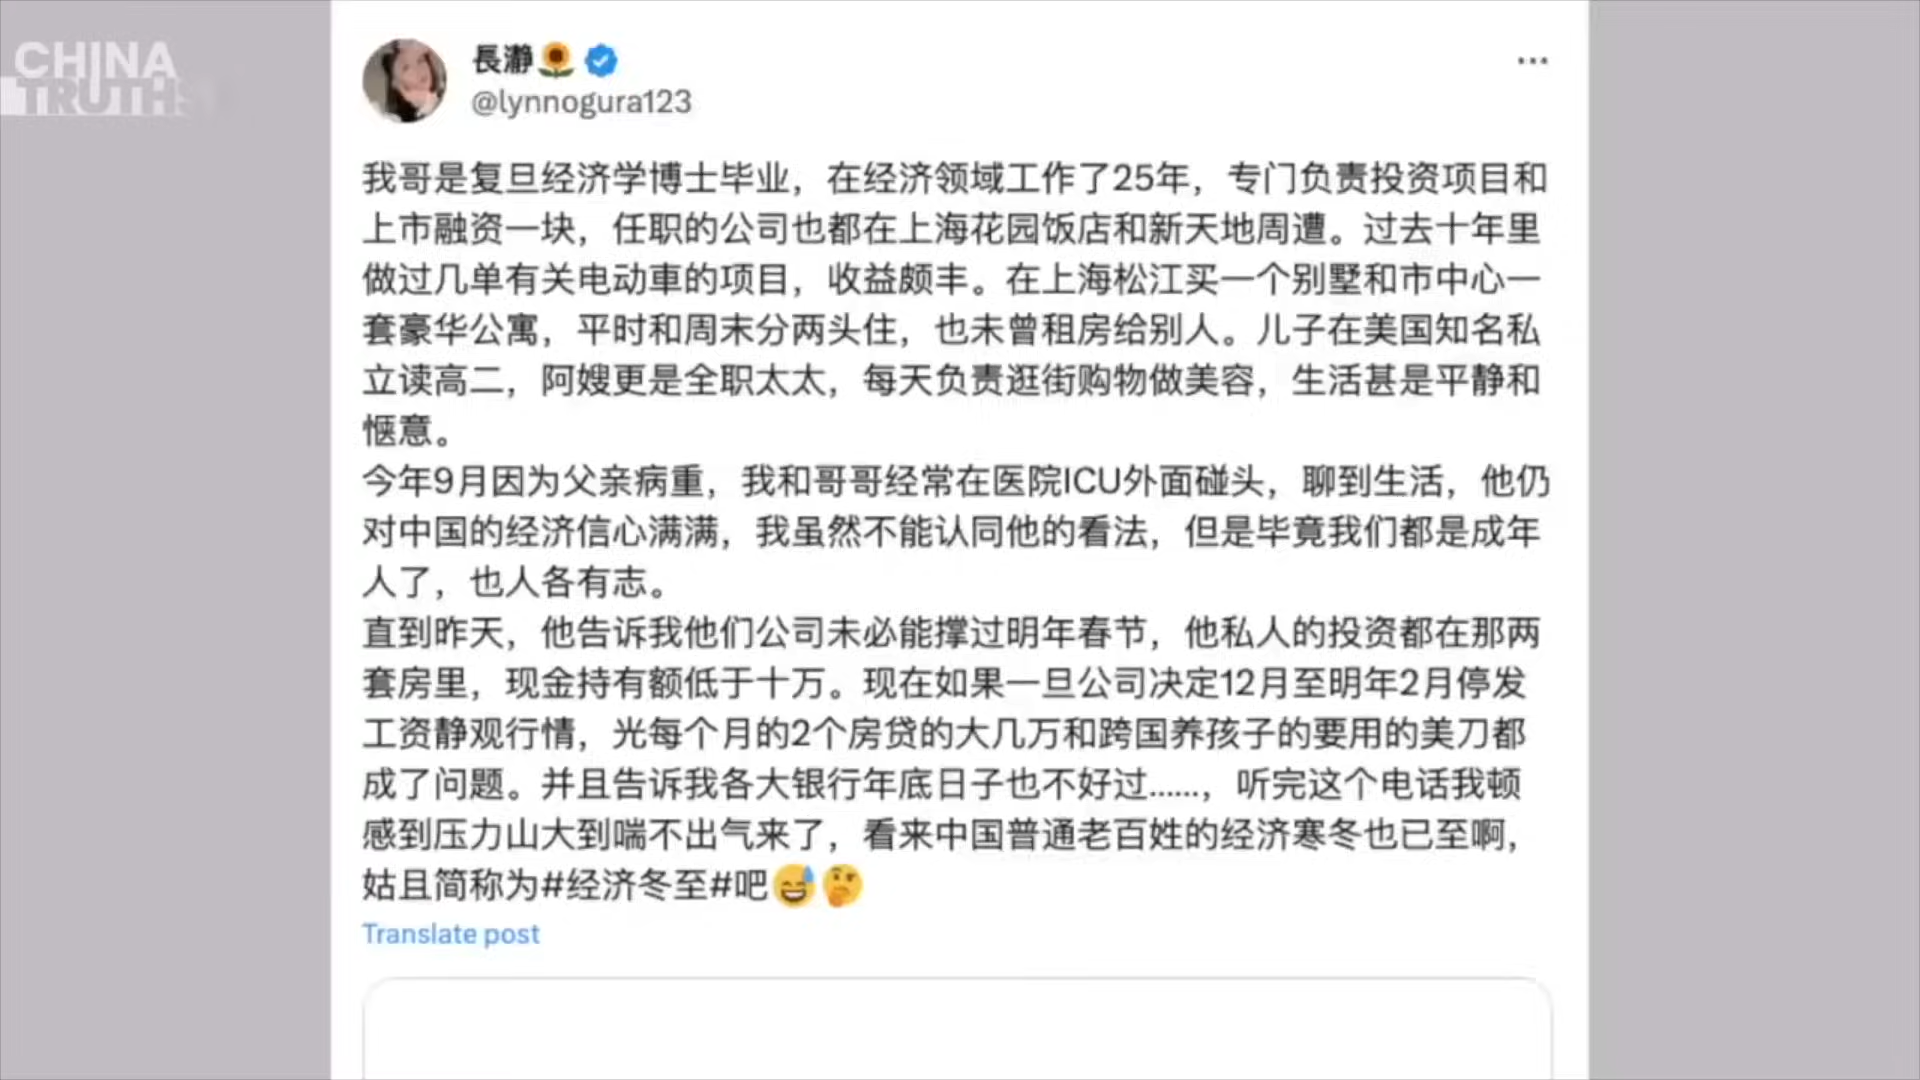 CHINA
TRUTHS
長瀞
@lynnogura123
我哥是复旦经济学博士毕业，在经济领域工作了25年，专门负责投资项目和
上市融资一块，任职的公司也都在上海花园饭店和新天地周遭。过去十年里
做过几单有关电动車的项目，收益颇丰。在上海松江买一个别墅和市中心一
套豪华公寓，平时和周末分两头住，也未曾租房给别人。儿子在美国知名私
立读高二，阿嫂更是全职太太，每天负责逛街购物做美容，生活甚是平静和
惬意。
今年9月因为父亲病重，我和哥哥经常在医院ICU外面碰头，聊到生活，他仍
对中国的经济信心满满，我虽然不能认同他的看法，但是毕竟我们都是成年
人了，也人各有志。
直到昨天，他告诉我他们公司未必能撑过明年春节，他私人的投资都在那两
套房里，现金持有额低于十万。现在如果一旦公司决定12月至明年2月停发
工资静观行情，光每个月的2个房贷的大几万和跨国养孩子的要用的美刀都
成了问题。并且告诉我各大银行年底日子也不好过……，听完这个电话我顿
感到压力山大到喘不出气来了，看来中国普通老百姓的经济寒冬也已至啊，
姑且简称为#经济冬至#吧😅🤔
Translate post